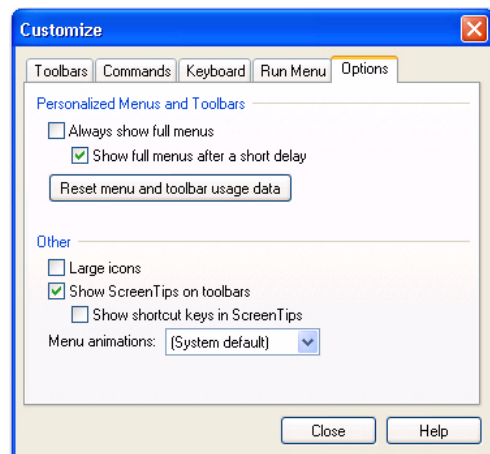 Customize
Toolbars Commands Keyboard Run Menu Options
Personalized Menus and Toolbars
Always show full menus
Show full menus after a short delay
Reset menu and toolbar usage data
Other
Large icons
Show ScreenTips on toolbars
Show shortcut keys in ScreenTips
Menu animations: (System default)
Close Help